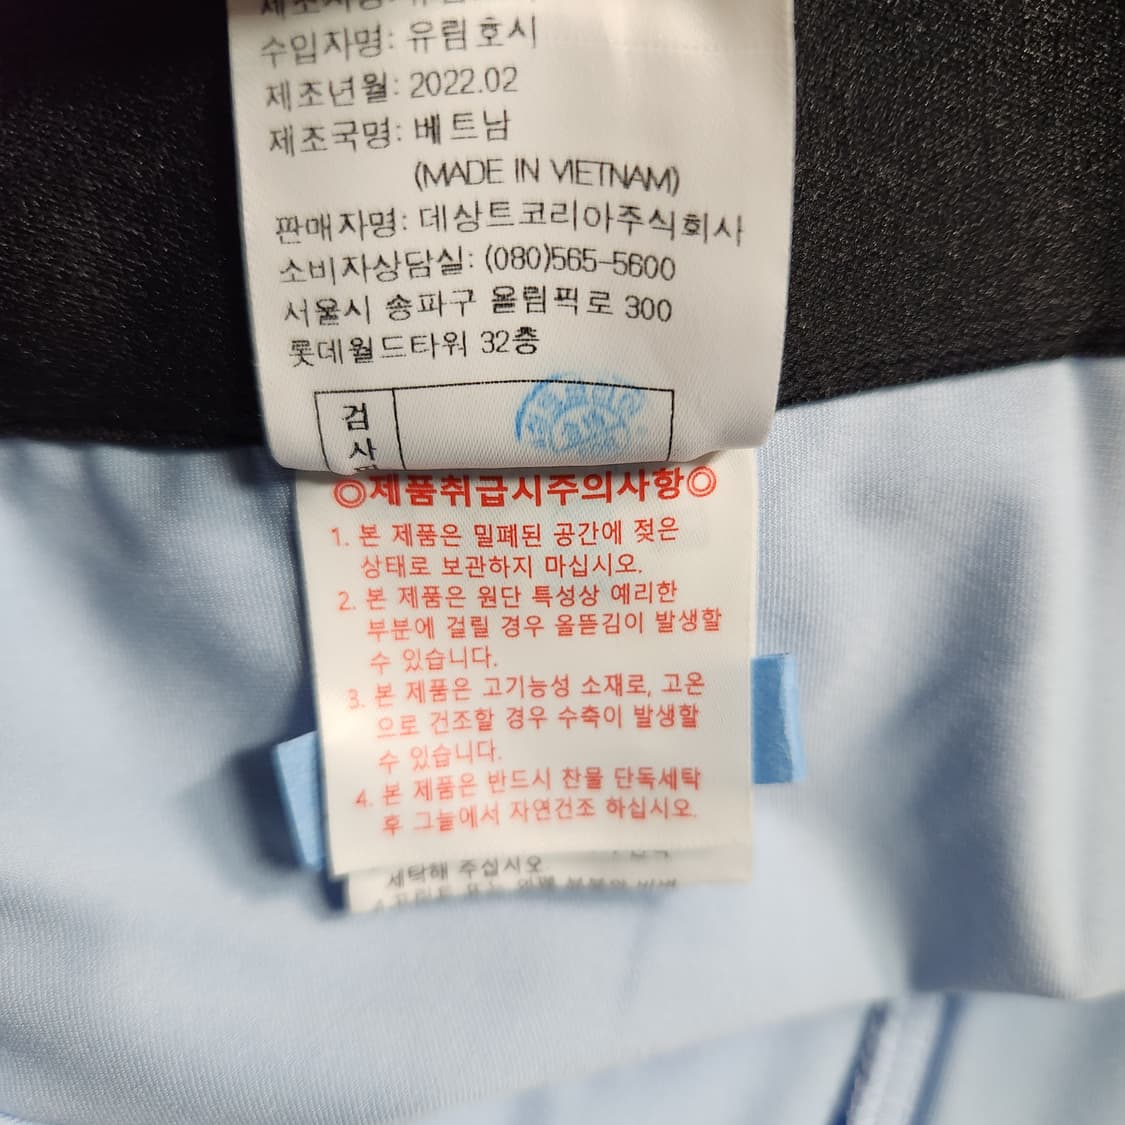 수입자명: 유림호시
제조년월: 2022.02
제조국명: 베트남
(MADE IN VIETNAM)
판매자명: 데상트코리아주식회사
소비자상담실: (080)565-5600
서울시 송파구 올림픽로 300
롯데월드타워 32층
검
사
◎제품취급시주의사항◎
1. 본 제품은 밀폐된 공간에 젖은
상태로 보관하지 마십시오.
2. 본 제품은 원단 특성상 예리한
부분에 걸릴 경우 올뜯김이 발생할
수 있습니다.
3. 본 제품은 고기능성 소재로, 고온
으로 건조할 경우 수축이 발생할
수 있습니다.
4. 본 제품은 반드시 찬물 단독세탁
후 그늘에서 자연건조 하십시오.
세탁해 주십시오.